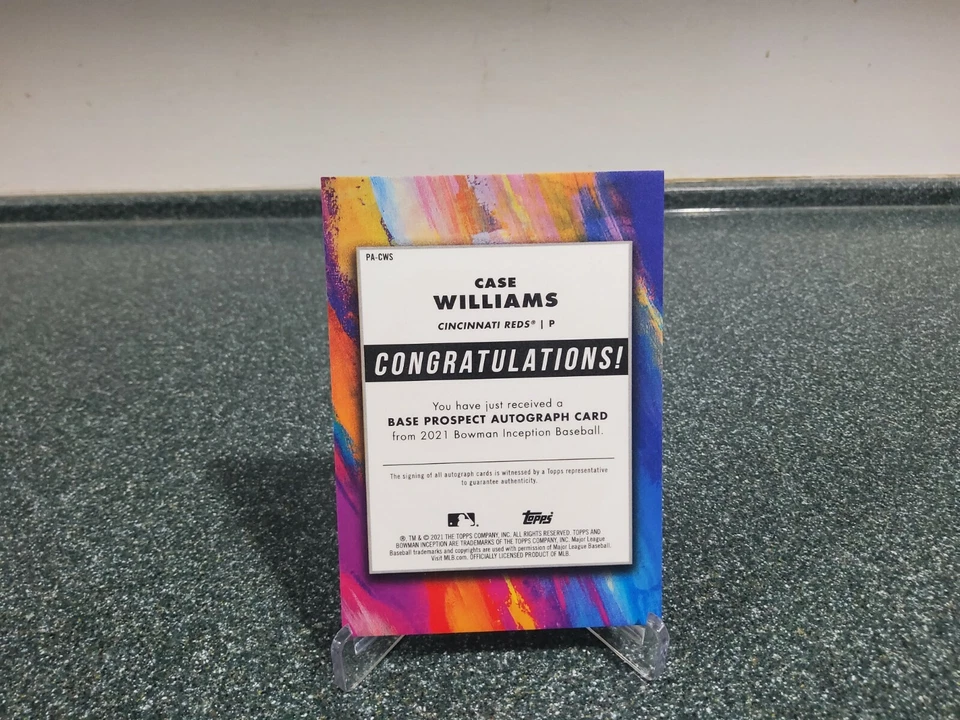 PA-CWS
CASE
WILLIAMS
CINCINNATI REDS® | P
CONGRATULATIONS!
You have just received a
BASE PROSPECT AUTOGRAPH CARD
from 2021 Bowman Inception Baseball.
The signing of all autograph cards is witnessed by a Topps representative
to guarantee authenticity.
topps
®, TM & © 2021 THE TOPPS COMPANY, INC. ALL RIGHTS RESERVED. TOPPS AND
BOWMAN INCEPTION ARE TRADEMARKS OF THE TOPPS COMPANY, INC. Major League
Baseball trademarks and copyrights are used with permission of Major League Baseball.
Visit MLB.com. OFFICIALLY LICENSED PRODUCT OF MLB.